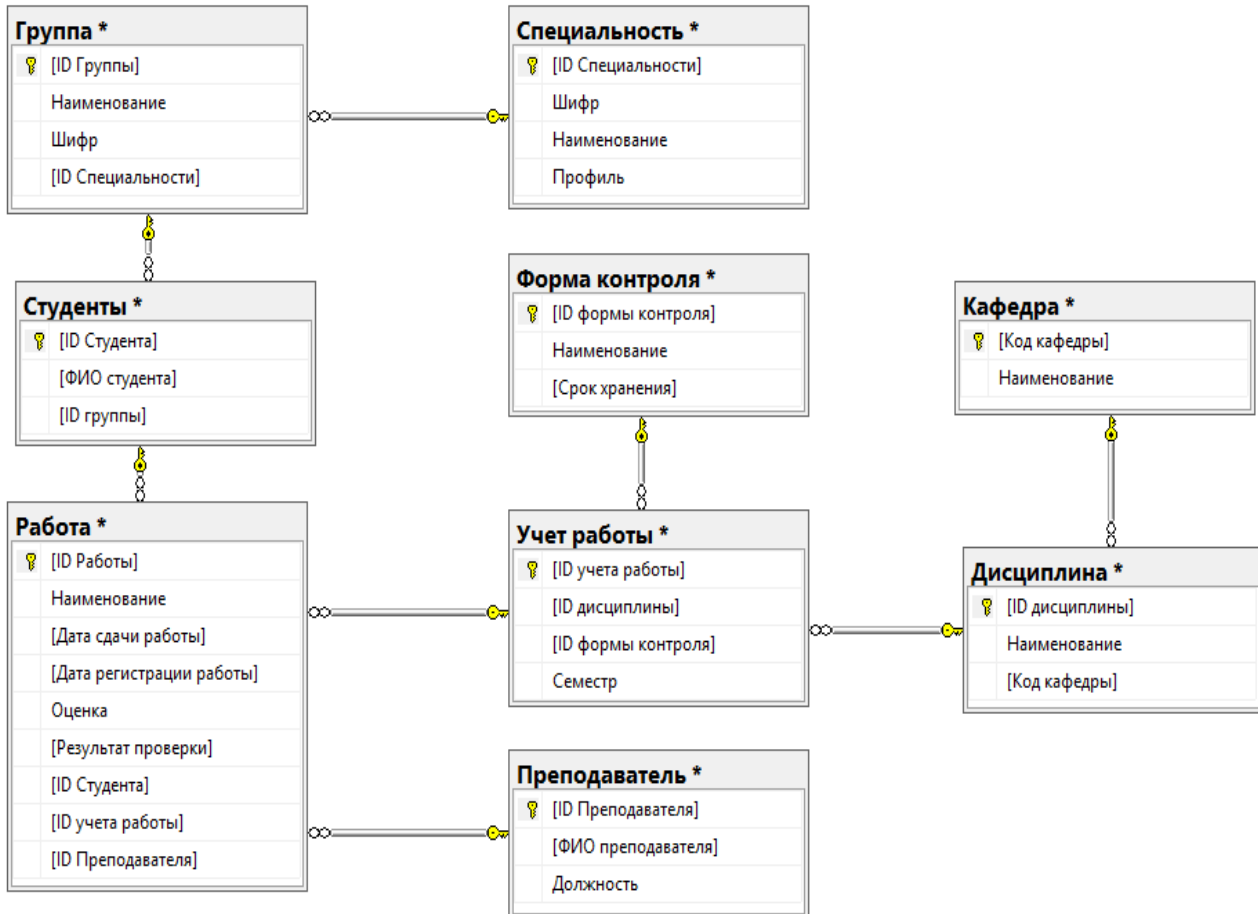 Группа *
[ID Группы]
Наименование
Шифр
[ID Специальности]
Специальность *
[ID Специальности]
Шифр
Наименование
Профиль
Студенты *
[ID Студента]
[ФИО студента]
[ID группы]
Форма контроля *
[ID формы контроля]
Наименование
[Срок хранения]
Кафедра *
[Код кафедры]
Наименование
Работа *
[ID Работы]
Наименование
[Дата сдачи работы]
[Дата регистрации работы]
Оценка
[Результат проверки]
[ID Студента]
[ID учета работы]
[ID Преподавателя]
Учет работы *
[ID учета работы]
[ID дисциплины]
[ID формы контроля]
Семестр
Дисциплина *
[ID дисциплины]
Наименование
[Код кафедры]
Преподаватель *
[ID Преподавателя]
[ФИО преподавателя]
Должность